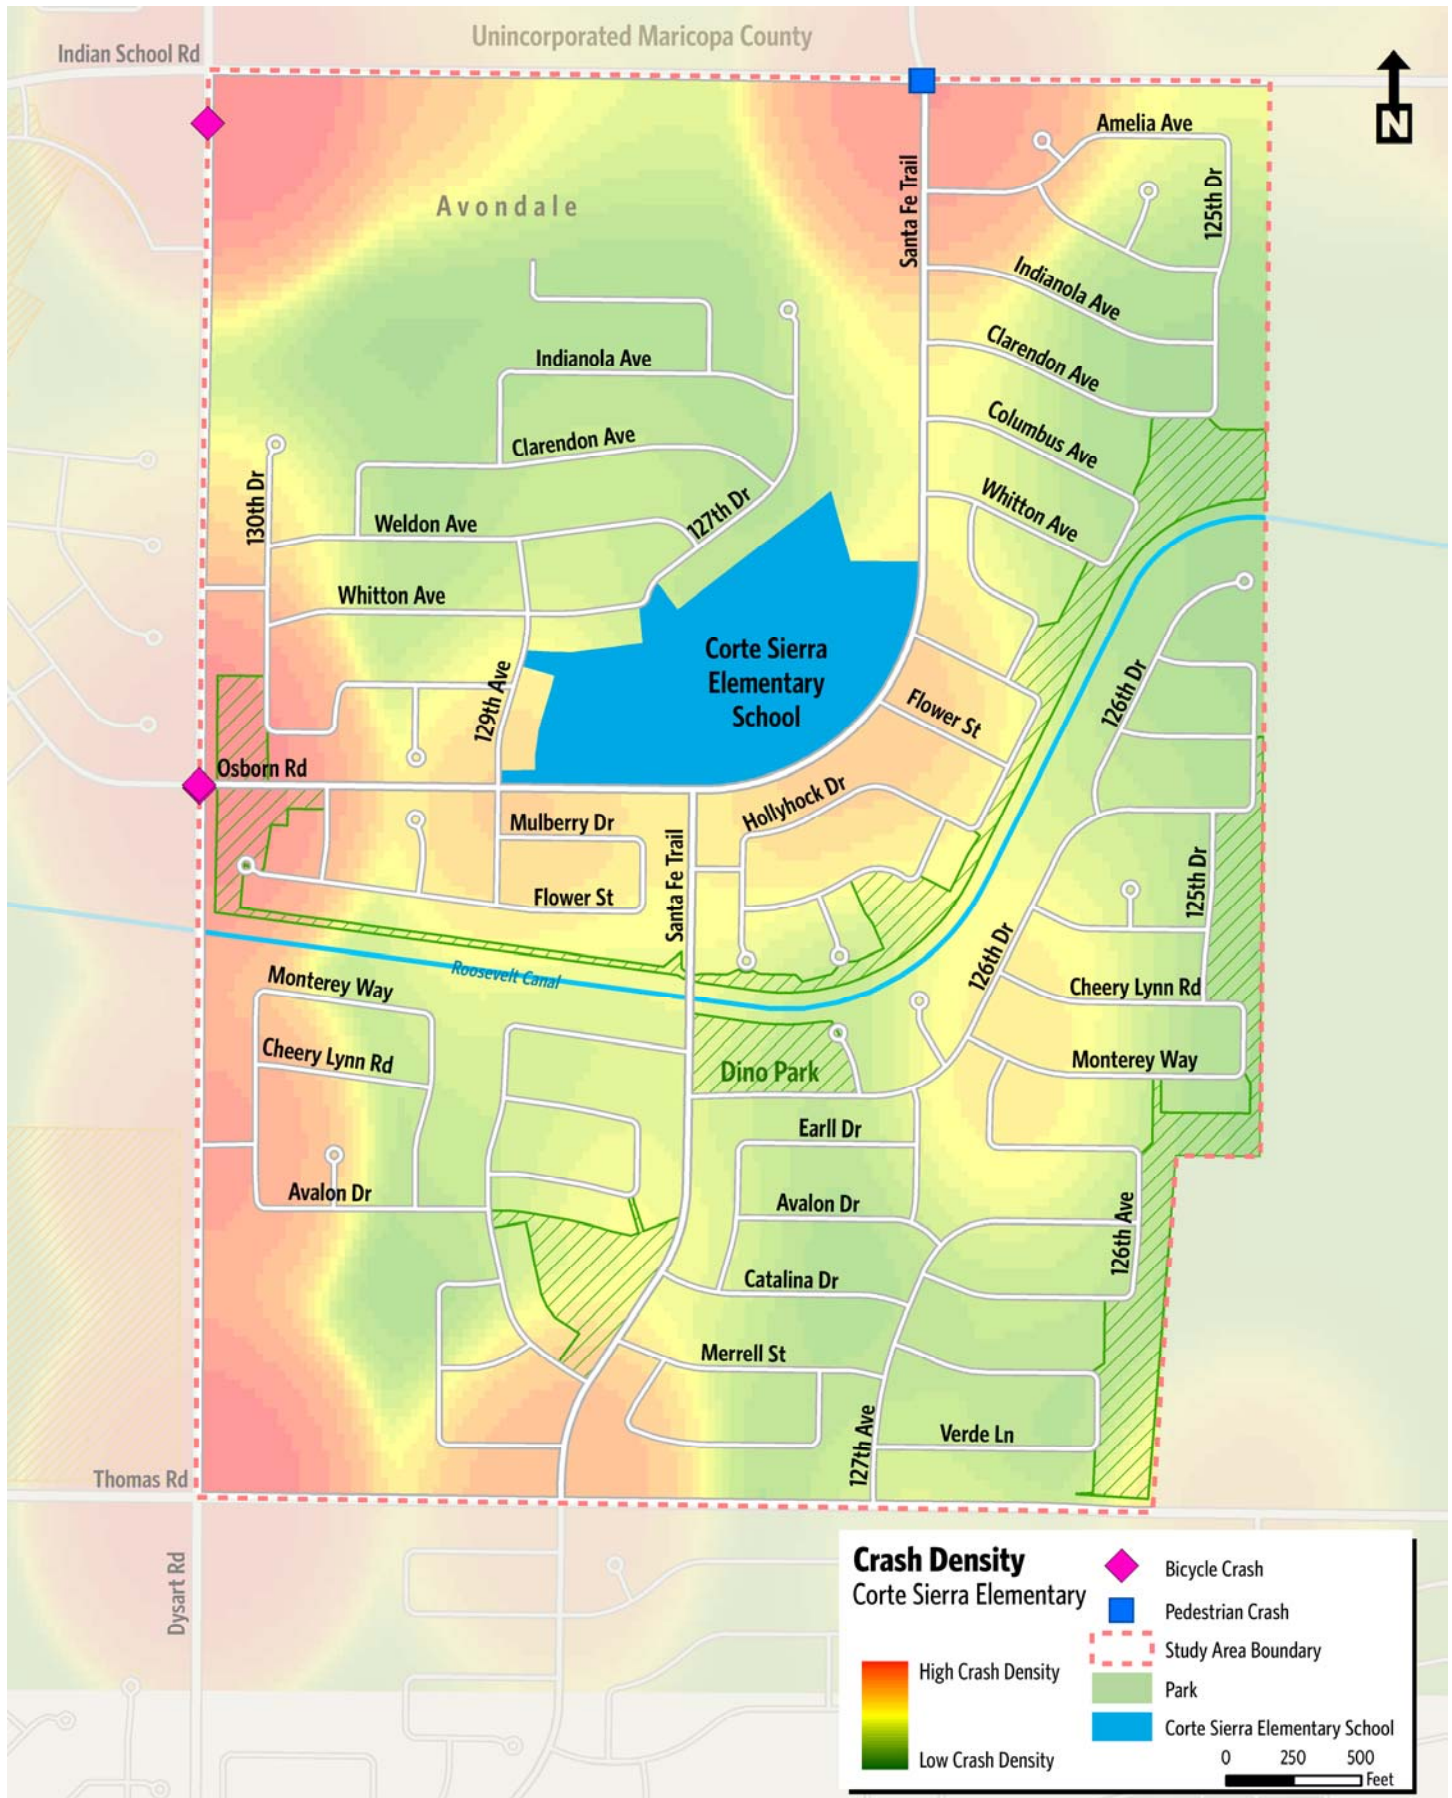 Unincorporated Maricopa County
Indian School Rd
N
Amelia Ave
Avondale
Santa Fe Trail
125th Dr
Indianola Ave
Indianola Ave
Clarendon Ave
Clarendon Ave
Columbus Ave
130th Dr
Weldon Ave
127th Dr
Whitton Ave
Whitton Ave
Corte Sierra
Elementary
School
129th Ave
126th Dr
Flower St
Osborn Rd
Hollyhock Dr
Mulberry Dr
Santa Fe Trail
Flower St
125th Dr
126th Dr
Roosevelt Canal
Monterey Way
Cheery Lynn Rd
Cheery Lynn Rd
Monterey Way
Dino Park
Earll Dr
Avalon Dr
Avalon Dr
126th Ave
Catalina Dr
Merrell St
127th Ave
Verde Ln
Thomas Rd
Dysart Rd
Crash Density
Corte Sierra Elementary
High Crash Density
Low Crash Density
Bicycle Crash
Pedestrian Crash
Study Area Boundary
Park
Corte Sierra Elementary School
0 250 500
Feet